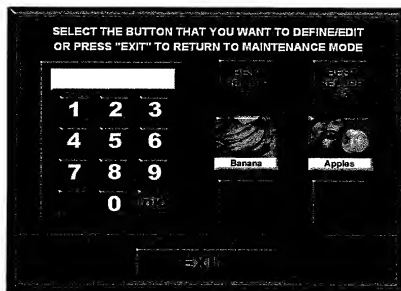 SELECT THE BUTTON THAT YOU WANT TO DEFINE/EDIT
OR PRESS "EXIT" TO RETURN TO MAINTENANCE MODE
1 2 3
4 5 6
Banana Apples
7 8 9
0
EXIT